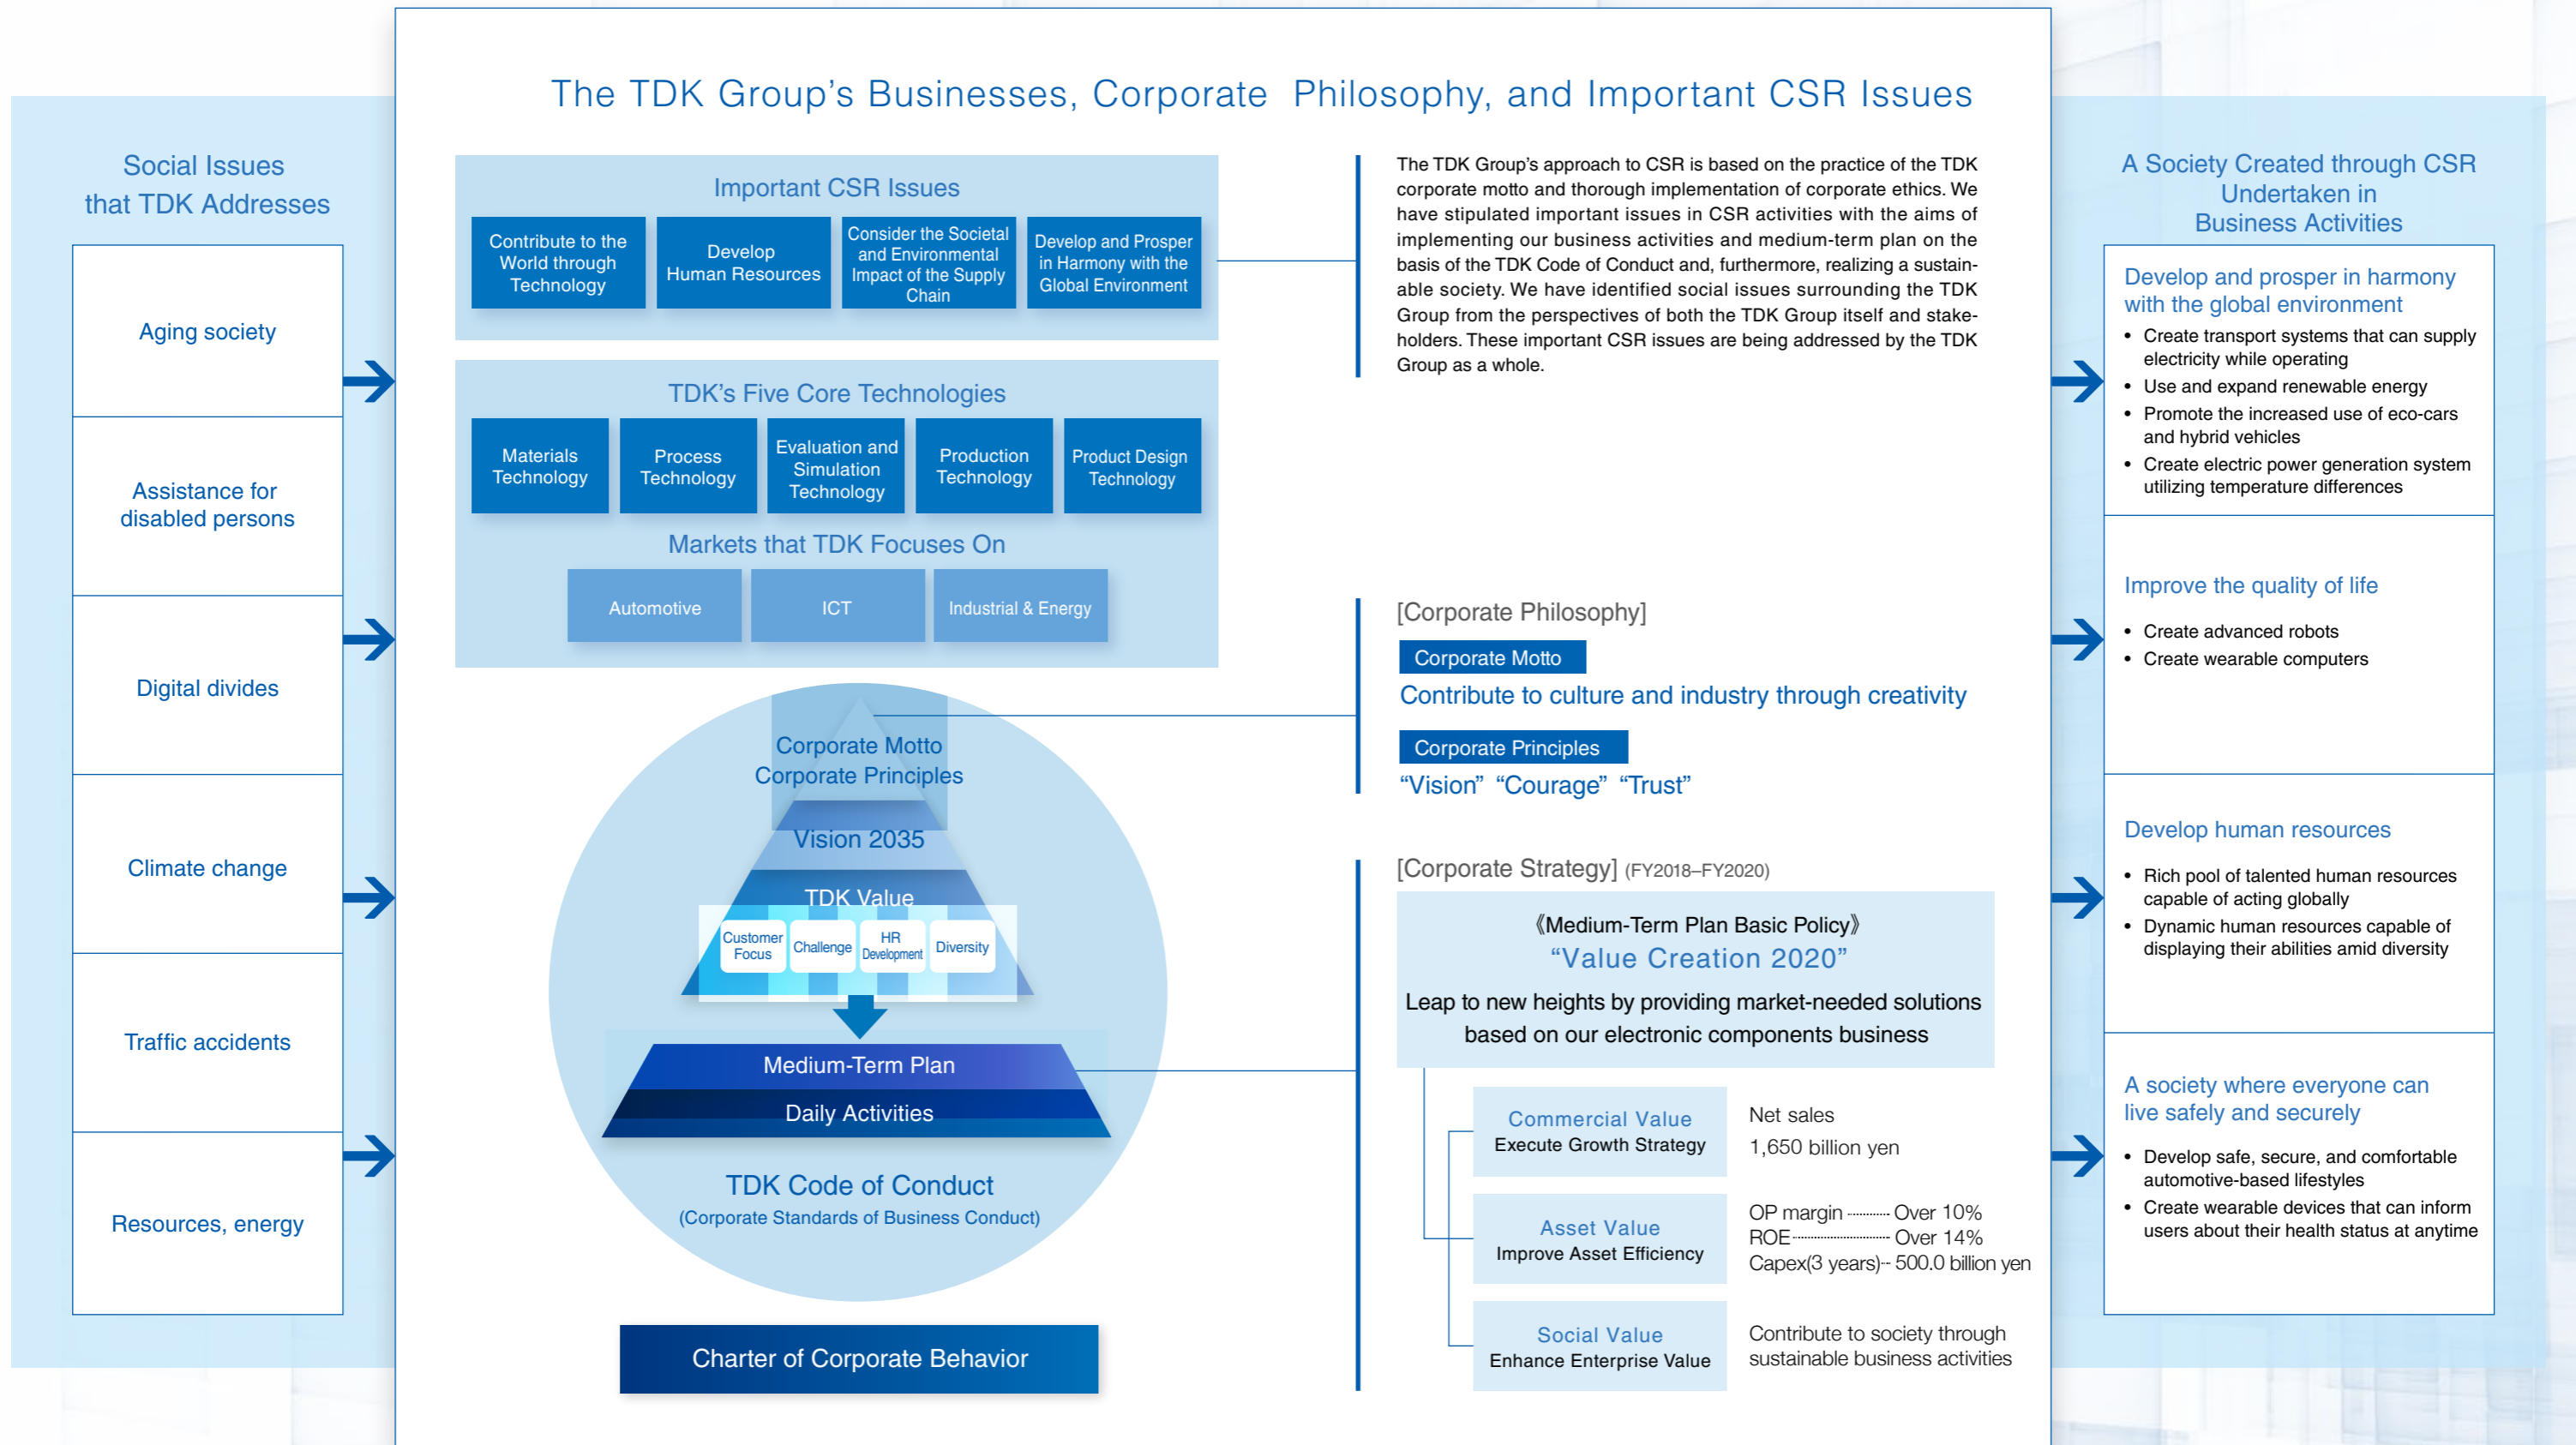 The TDK Group's Businesses, Corporate Philosophy, and Important CSR Issues
Social Issues
that TDK Addresses
Aging society
Assistance for
disabled persons
Digital divides
Climate change
Traffic accidents
Resources, energy
Important CSR Issues
Contribute to the
World through
Technology
Develop
Human Resources
Consider the Societal
and Environmental
Impact of the Supply
Chain
Develop and Prosper
in Harmony with the
Global Environment
TDK's Five Core Technologies
Materials
Technology
Process
Technology
Evaluation and
Simulation
Technology
Production
Technology
Product Design
Technology
Markets that TDK Focuses On
Automotive
ICT
Industrial & Energy
Corporate Motto
Corporate Principles
Vision 2035
TDK Value
Customer
Focus
Challenge
HR
Development
Diversity
Medium-Term Plan
Daily Activities
TDK Code of Conduct
(Corporate Standards of Business Conduct)
Charter of Corporate Behavior
The TDK Group's approach to CSR is based on the practice of the TDK
corporate motto and thorough implementation of corporate ethics. We
have stipulated important issues in CSR activities with the aims of
implementing our business activities and medium-term plan on the
basis of the TDK Code of Conduct and, furthermore, realizing a sustain-
able society. We have identified social issues surrounding the TDK
Group from the perspectives of both the TDK Group itself and stake-
holders. These important CSR issues are being addressed by the TDK
Group as a whole.
[Corporate Philosophy]
Corporate Motto
Contribute to culture and industry through creativity
Corporate Principles
“Vision” “Courage” “Trust”
[Corporate Strategy] (FY2018–FY2020)
《Medium-Term Plan Basic Policy》
“Value Creation 2020”
Leap to new heights by providing market-needed solutions
based on our electronic components business
Commercial Value
Execute Growth Strategy
Net sales
1,650 billion yen
Asset Value
Improve Asset Efficiency
OP margin ············ Over 10%
ROE ···························· Over 14%
Capex(3 years)·· 500.0 billion yen
Social Value
Enhance Enterprise Value
Contribute to society through
sustainable business activities
A Society Created through CSR
Undertaken in
Business Activities
Develop and prosper in harmony
with the global environment
• Create transport systems that can supply
electricity while operating
• Use and expand renewable energy
• Promote the increased use of eco-cars
and hybrid vehicles
• Create electric power generation system
utilizing temperature differences
Improve the quality of life
• Create advanced robots
• Create wearable computers
Develop human resources
• Rich pool of talented human resources
capable of acting globally
• Dynamic human resources capable of
displaying their abilities amid diversity
A society where everyone can
live safely and securely
• Develop safe, secure, and comfortable
automotive-based lifestyles
• Create wearable devices that can inform
users about their health status at anytime